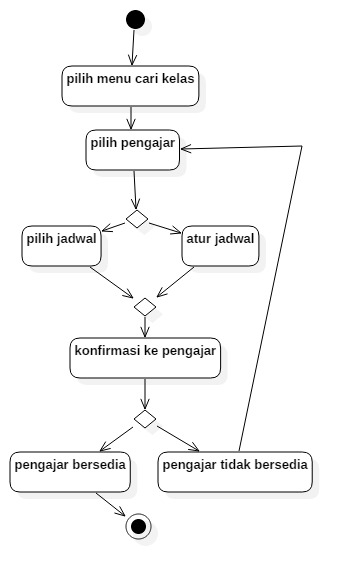 pilih menu cari kelas
pilih pengajar
pilih jadwal
atur jadwal
konfirmasi ke pengajar
pengajar bersedia
pengajar tidak bersedia